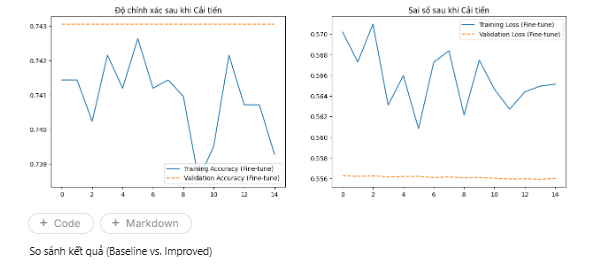 Độ chính xác sau khi Cải tiến
0.743
0.742
0.741
0.740
0.739
0 2 4 6 8 10 12 14
Training Accuracy (Fine-tune)
Validation Accuracy (Fine-tune)
Sai số sau khi Cải tiến
0.570
0.568
0.566
0.564
0.562
0.560
0.558
0.556
0 2 4 6 8 10 12 14
Training Loss (Fine-tune)
Validation Loss (Fine-tune)
+ Code
+ Markdown
So sánh kết quả (Baseline vs. Improved)